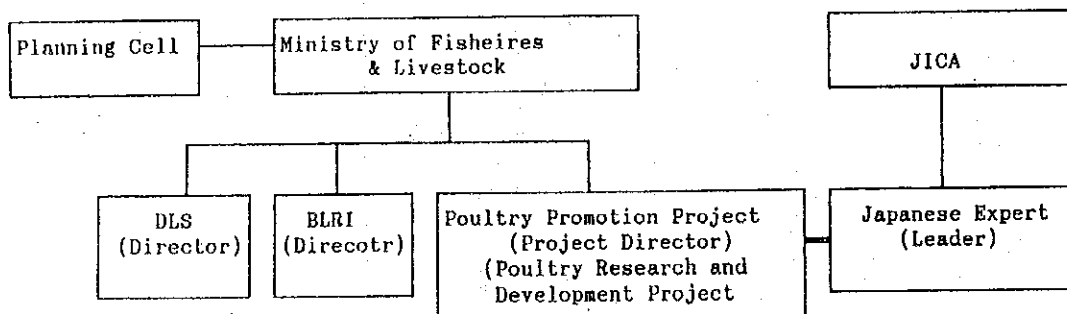 Planning Cell
Ministry of Fisheires
& Livestock
JICA
DLS
(Director)
BLRI
(Direcotr)
Poultry Promotion Project
(Project Director)
(Poultry Research and
Development Project
Japanese Expert
(Leader)